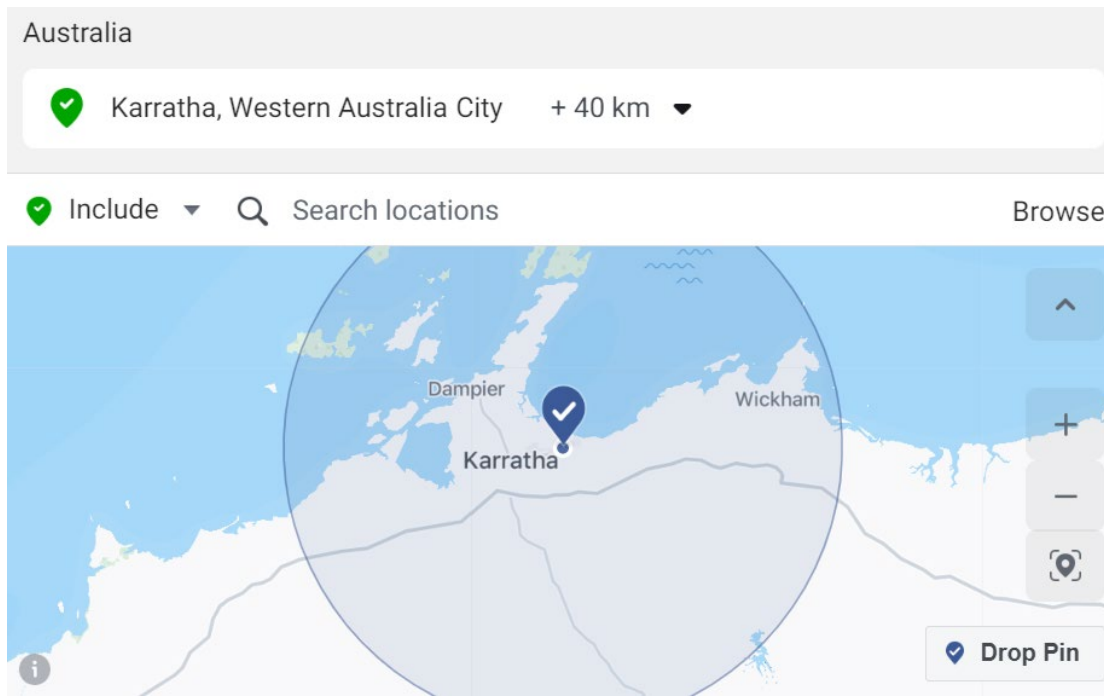 Australia
Karratha, Western Australia City + 40 km
Include Search locations Browse
Dampier
Wickham
Karratha
Drop Pin